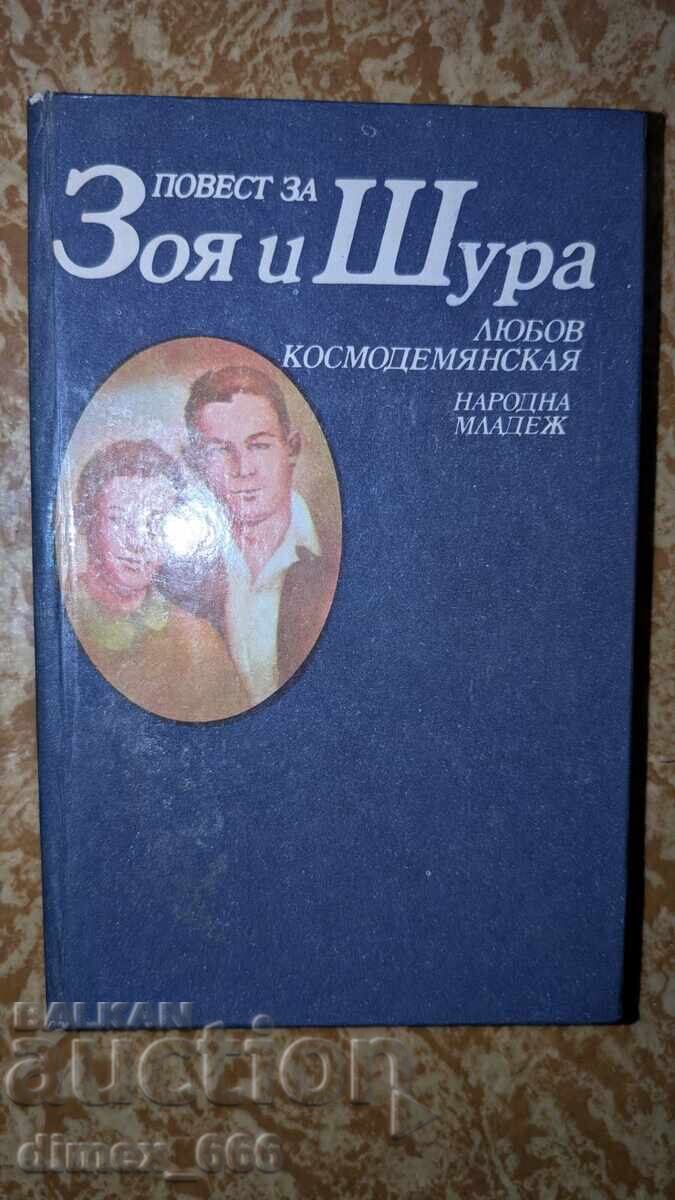 ПОВЕСТ ЗА
Зоя и Шура
ЛЮБОВ
КОСМОДЕМЯНСКАЯ
НАРОДНА
МЛАДЕЖ
BALKAN
auction
dimex_666